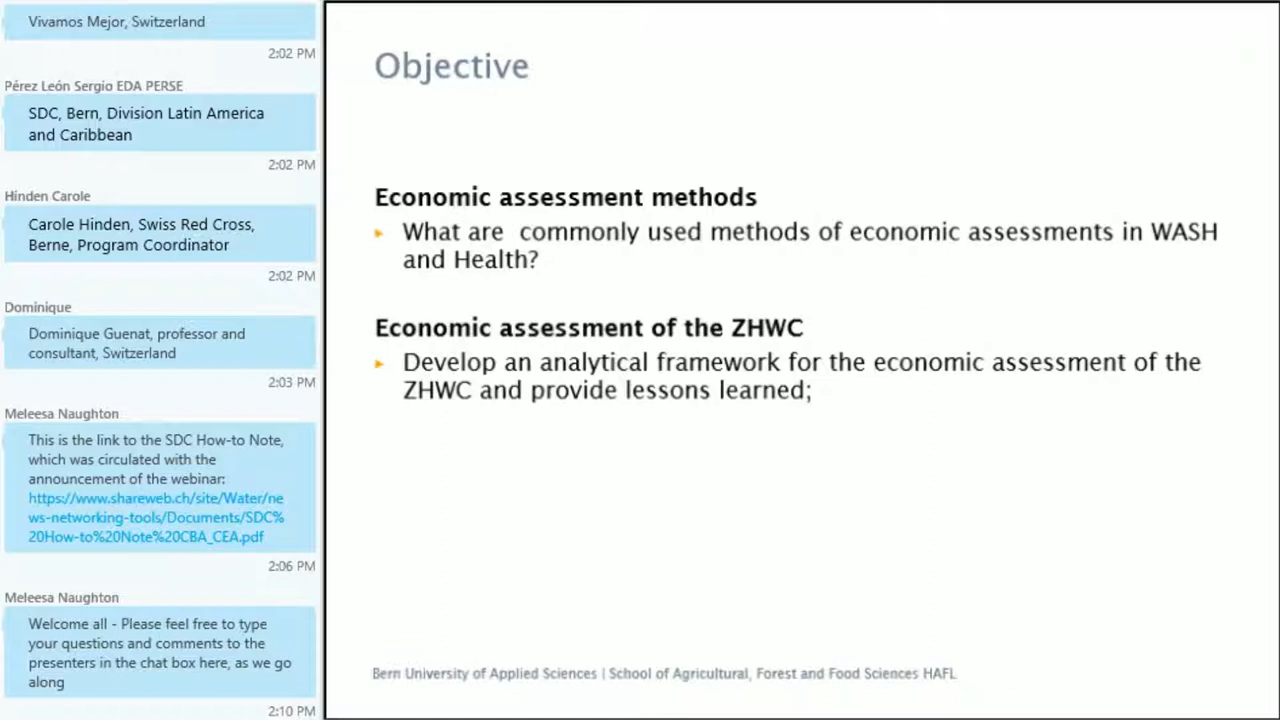 Vivamos Mejor, Switzerland
2:02 PM
Pérez León Sergio EDA PERSE
SDC, Bern, Division Latin America
and Caribbean
2:02 PM
Hinden Carole
Carole Hinden, Swiss Red Cross,
Berne, Program Coordinator
2:02 PM
Dominique
Dominique Guenat, professor and
consultant, Switzerland
2:03 PM
Meleesa Naughton
This is the link to the SDC How-to Note,
which was circulated with the
announcement of the webinar:
https://www.shareweb.ch/site/Water/ne
ws-networking-tools/Documents/SDC%
20How-to%20Note%20CBA_CEA.pdf
2:06 PM
Meleesa Naughton
Welcome all - Please feel free to type
your questions and comments to the
presenters in the chat box here, as we go
along
2:10 PM
Objective
Economic assessment methods
What are  commonly used methods of economic assessments in WASH
and Health?
Economic assessment of the ZHWC
Develop an analytical framework for the economic assessment of the
ZHWC and provide lessons learned;
Bern University of Applied Sciences | School of Agricultural, Forest and Food Sciences HAFL